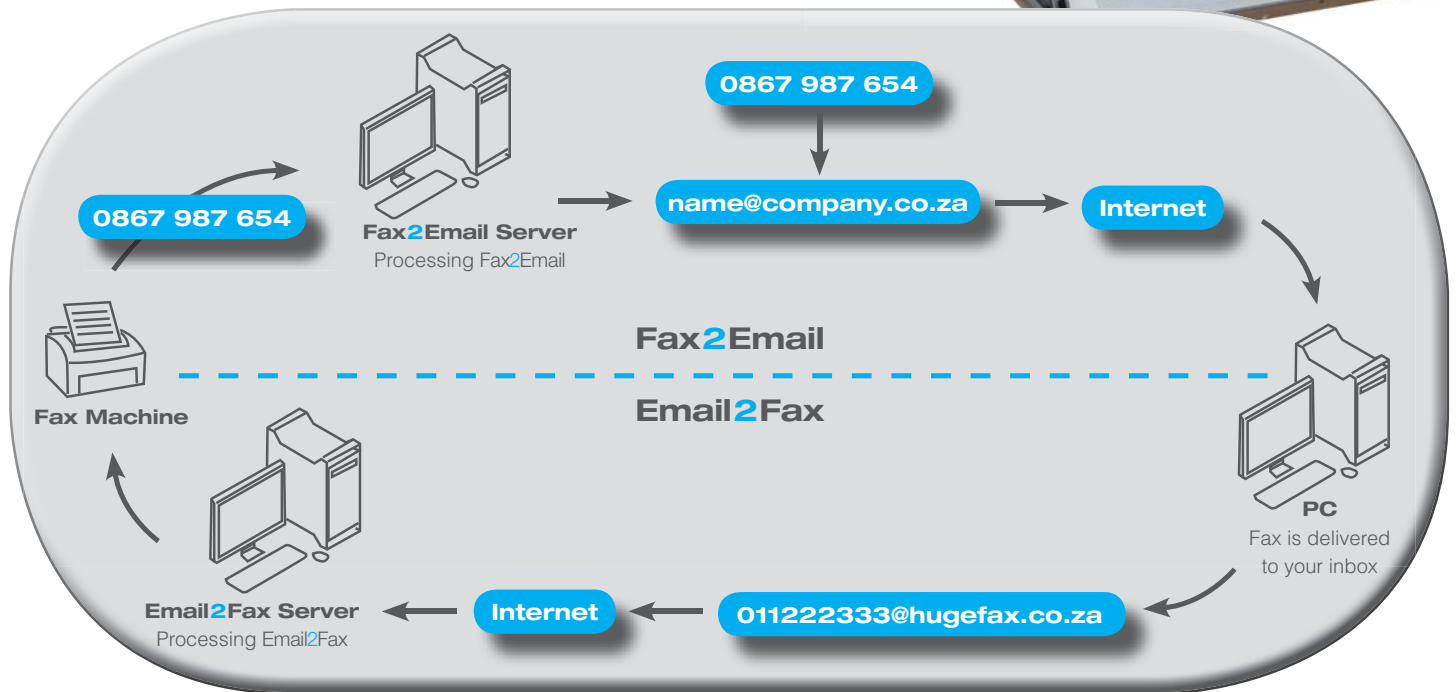 0867 987 654
0867 987 654
Fax2Email Server
Processing Fax2Email
name@company.co.za
Internet
Fax2Email
Fax Machine
Email2Fax
PC
Fax is delivered
to your inbox
Email2Fax Server
Processing Email2Fax
Internet
011222333@hugefax.co.za